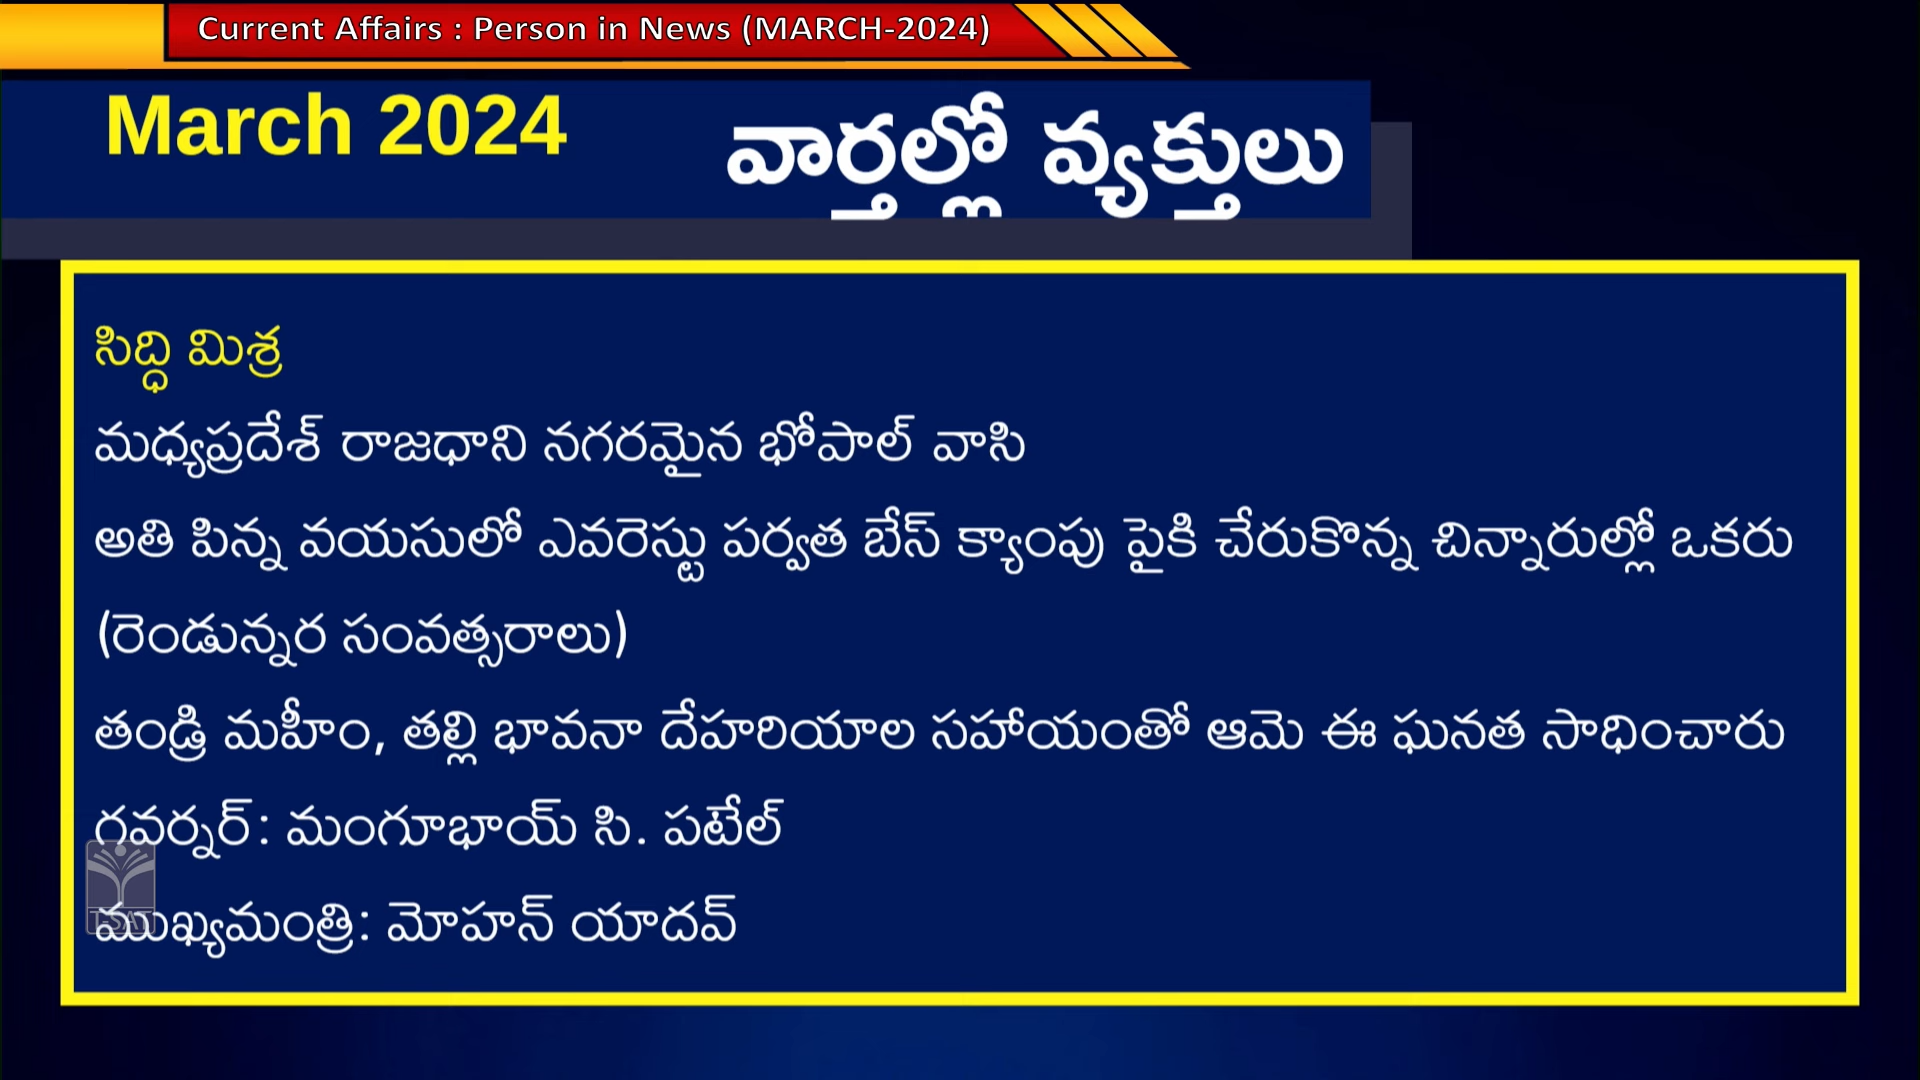 Current Affairs : Person in News (MARCH-2024)
March 2024 వార్తల్లో వ్యక్తులు
సిద్ధి మిశ్ర
మధ్యప్రదేశ్ రాజధాని నగరమైన భోపాల్ వాసి
అతి పిన్న వయసులో ఎవరెస్టు పర్వత బేస్ క్యాంపు పైకి చేరుకొన్న చిన్నారుల్లో ఒకరు
(రెండున్నర సంవత్సరాలు)
తండ్రి మహీం, తల్లి భావనా దేహరియాల సహాయంతో ఆమె ఈ ఘనత సాధించారు
గవర్నర్: మంగూభాయ్ సి. పటేల్
ముఖ్యమంత్రి: మోహన్ యాదవ్
T-SAT